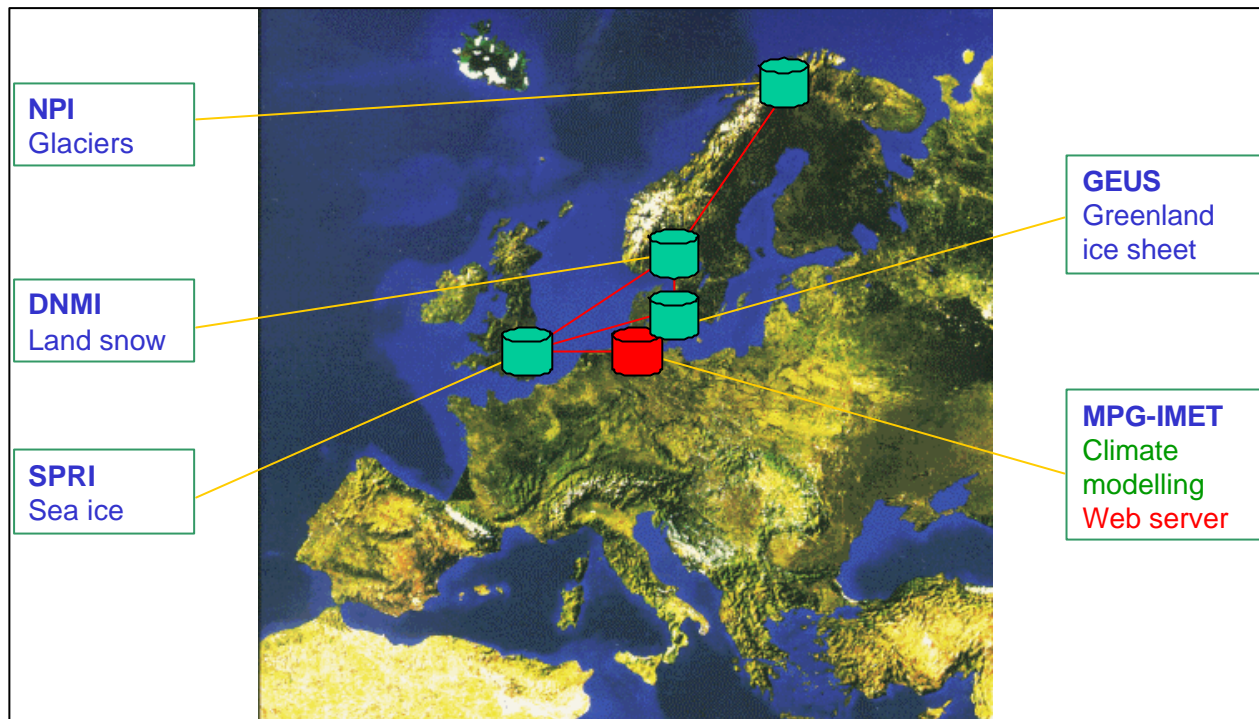 NPI
Glaciers
DNMI
Land snow
SPRI
Sea ice
GEUS
Greenland
ice sheet
MPG-IMET
Climate
modelling
Web server